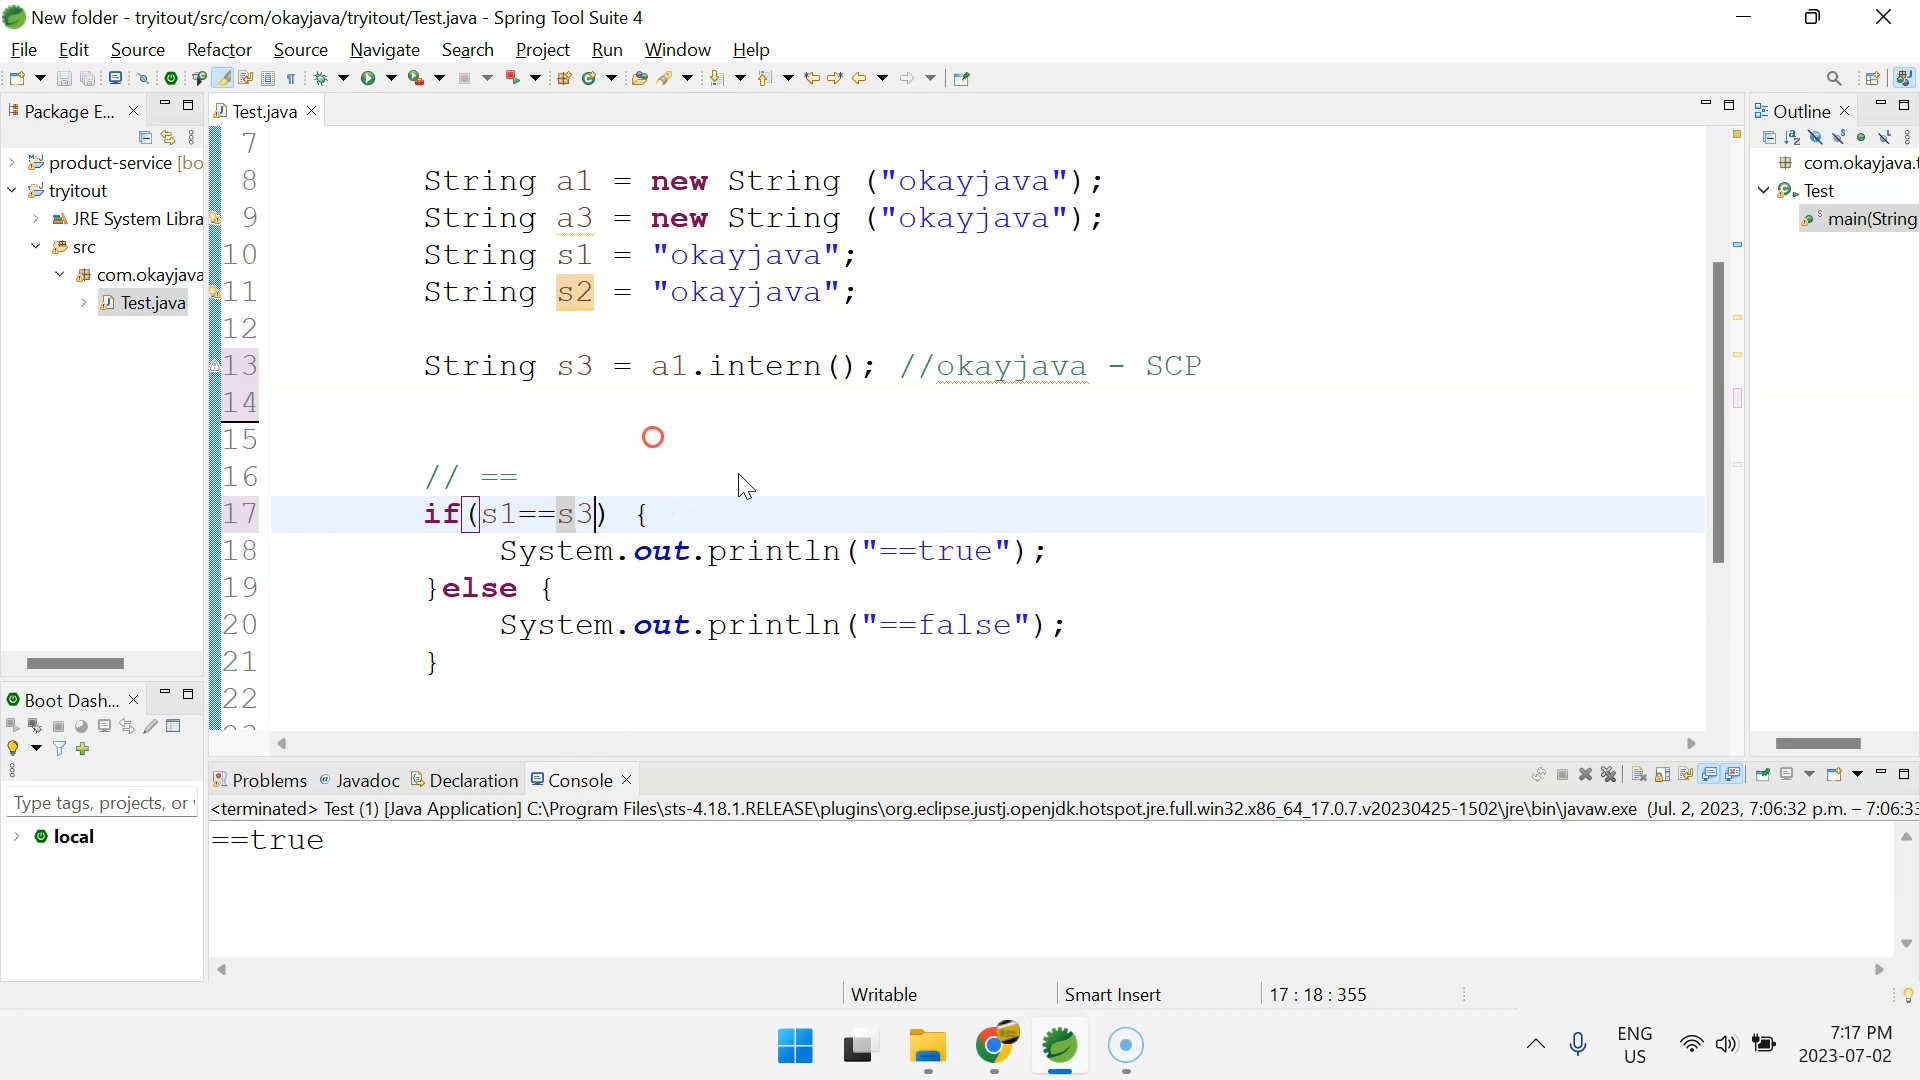 New folder - tryitout/src/com/okayjava/tryitout/Test.java - Spring Tool Suite 4
File Edit Source Refactor Source Navigate Search Project Run Window Help
Package E...
Test.java
Outline
product-service [bo
tryitout
JRE System Libra
src
com.okayjava
Test.java
7
8 String a1 = new String ("okayjava");
9 String a3 = new String ("okayjava");
10 String s1 = "okayjava";
11 String s2 = "okayjava";
12
13 String s3 = a1.intern(); //okayjava - SCP
14
15
16 // ==
17 if(s1==s3) {
18 System.out.println("==true");
19 }else {
20 System.out.println("==false");
21 }
22
com.okayjava.t
Test
main(String
Boot Dash...
Type tags, projects, or
local
Problems Javadoc Declaration Console
<terminated> Test (1) [Java Application] C:\Program Files\sts-4.18.1.RELEASE\plugins\org.eclipse.justj.openjdk.hotspot.jre.full.win32.x86_64_17.0.7.v20230425-1502\jre\bin\javaw.exe (Jul. 2, 2023, 7:06:32 p.m. – 7:06:33
==true
Writable Smart Insert 17 : 18 : 355
ENG
US
7:17 PM
2023-07-02